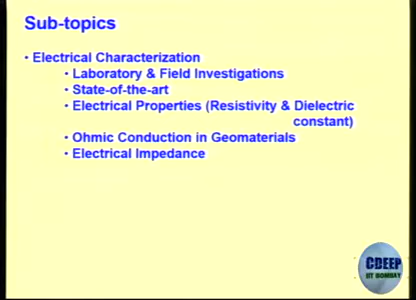 Sub-topics
• Electrical Characterization
• Laboratory & Field Investigations
• State-of-the-art
• Electrical Properties (Resistivity & Dielectric
constant)
• Ohmic Conduction in Geomaterials
• Electrical Impedance
CDEEP
IIT BOMBAY